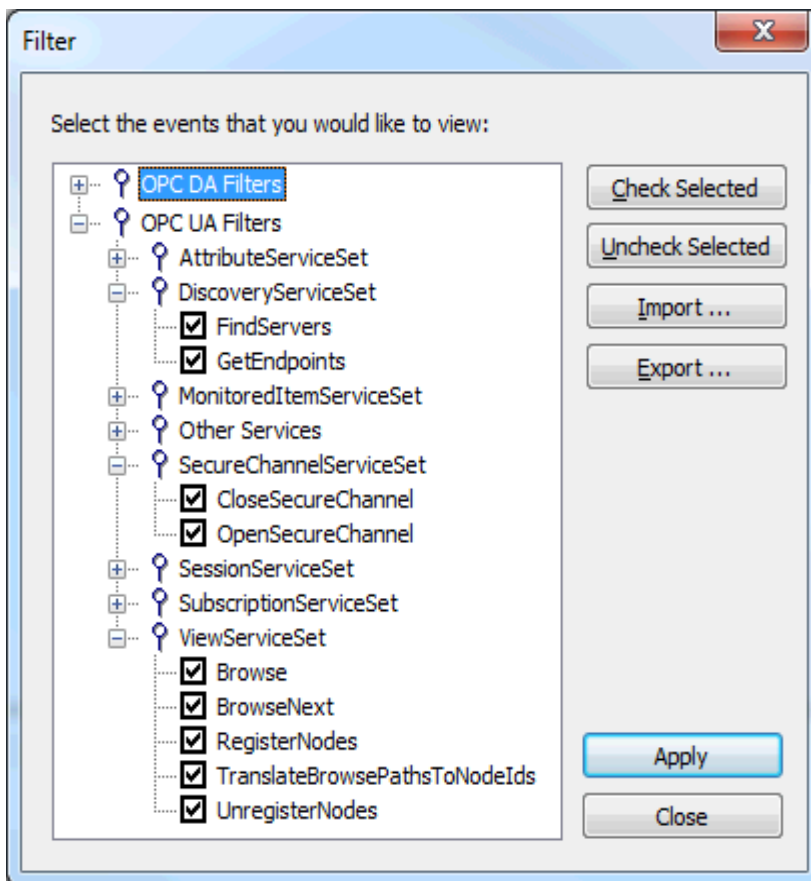 Filter
Select the events that you would like to view:
OPC DA Filters
OPC UA Filters
AttributeServiceSet
DiscoveryServiceSet
FindServers
GetEndpoints
MonitoredItemServiceSet
Other Services
SecureChannelServiceSet
CloseSecureChannel
OpenSecureChannel
SessionServiceSet
SubscriptionServiceSet
ViewServiceSet
Browse
BrowseNext
RegisterNodes
TranslateBrowsePathsToNodeIds
UnregisterNodes
Check Selected
Uncheck Selected
Import ...
Export ...
Apply
Close